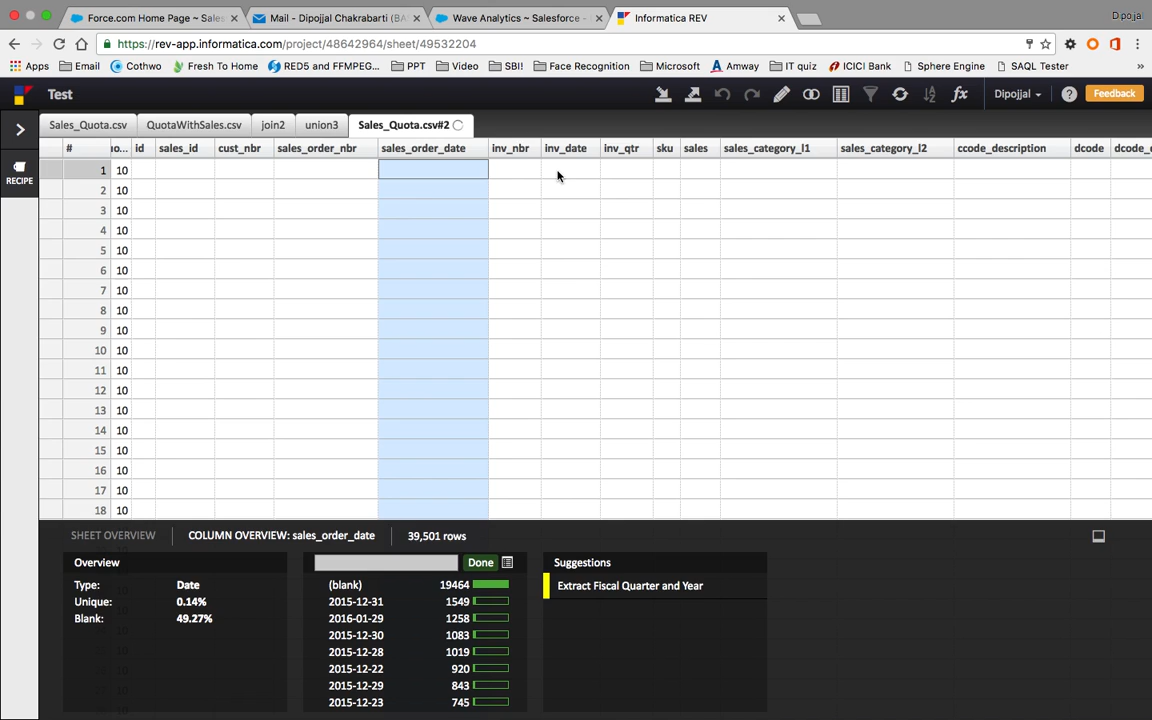 Force.com Home Page ~ Sales
Mail - Dipojjal Chakrabarti (BA
Wave Analytics ~ Salesforce -
Informatica REV
Dipojjal
https://rev-app.informatica.com/project/48642964/sheet/49532204
Apps
Email
Cothwo
Fresh To Home
RED5 and FFMPEG...
PPT
Video
SBI!
Face Recognition
Microsoft
Amway
IT quiz
ICICI Bank
Sphere Engine
SAQL Tester
»
Test
fx
Dipojjal
?
Feedback
Sales_Quota.csv
QuotaWithSales.csv
join2
union3
Sales_Quota.csv#2
RECIPE
# o... id sales_id cust_nbr sales_order_nbr sales_order_date inv_nbr inv_date inv_qtr sku sales sales_category_l1 sales_category_l2 ccode_description dcode dcode_
1 10
2 10
3 10
4 10
5 10
6 10
7 10
8 10
9 10
10 10
11 10
12 10
13 10
14 10
15 10
16 10
17 10
18 10
SHEET OVERVIEW
COLUMN OVERVIEW: sales_order_date
39,501 rows
Overview
Type: Date
Unique: 0.14%
Blank: 49.27%
Done
(blank) 19464
2015-12-31 1549
2016-01-29 1258
2015-12-30 1083
2015-12-28 1019
2015-12-22 920
2015-12-29 843
2015-12-23 745
Suggestions
Extract Fiscal Quarter and Year